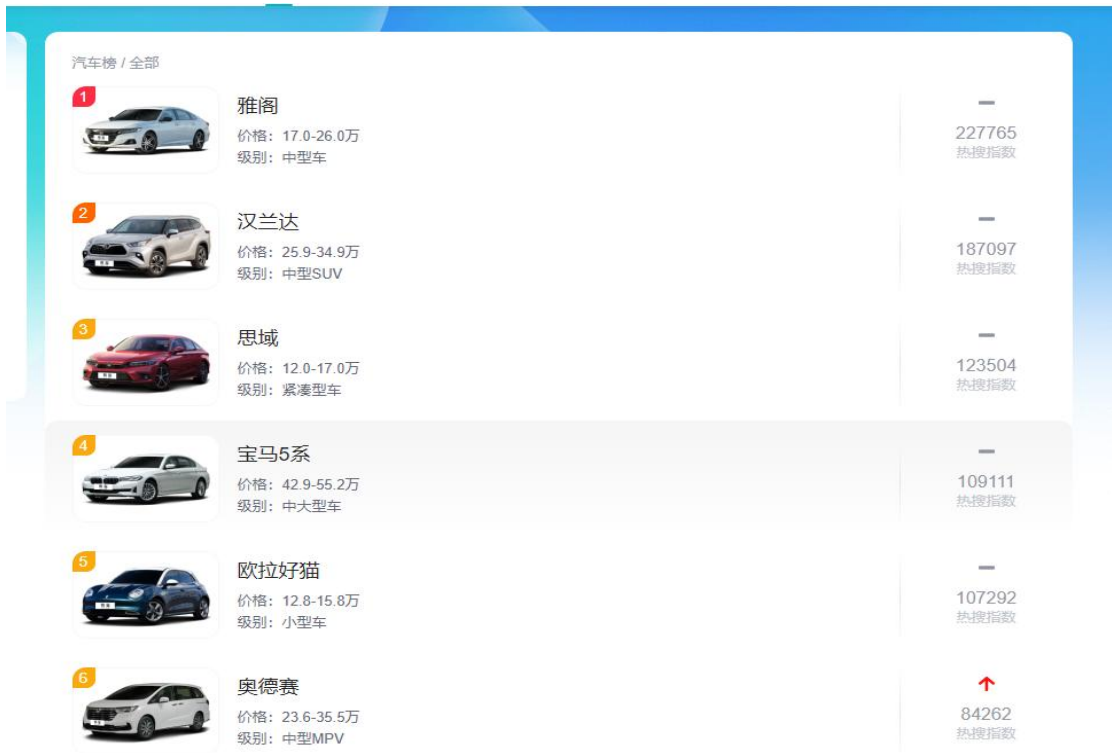 汽车榜 / 全部
1
雅阁
价格：17.0-26.0万
级别：中型车
227765
热搜指数
2
汉兰达
价格：25.9-34.9万
级别：中型SUV
187097
热搜指数
3
思域
价格：12.0-17.0万
级别：紧凑型车
123504
热搜指数
4
宝马5系
价格：42.9-55.2万
级别：中大型车
109111
热搜指数
5
欧拉好猫
价格：12.8-15.8万
级别：小型车
107292
热搜指数
6
奥德赛
价格：23.6-35.5万
级别：中型MPV
84262
热搜指数